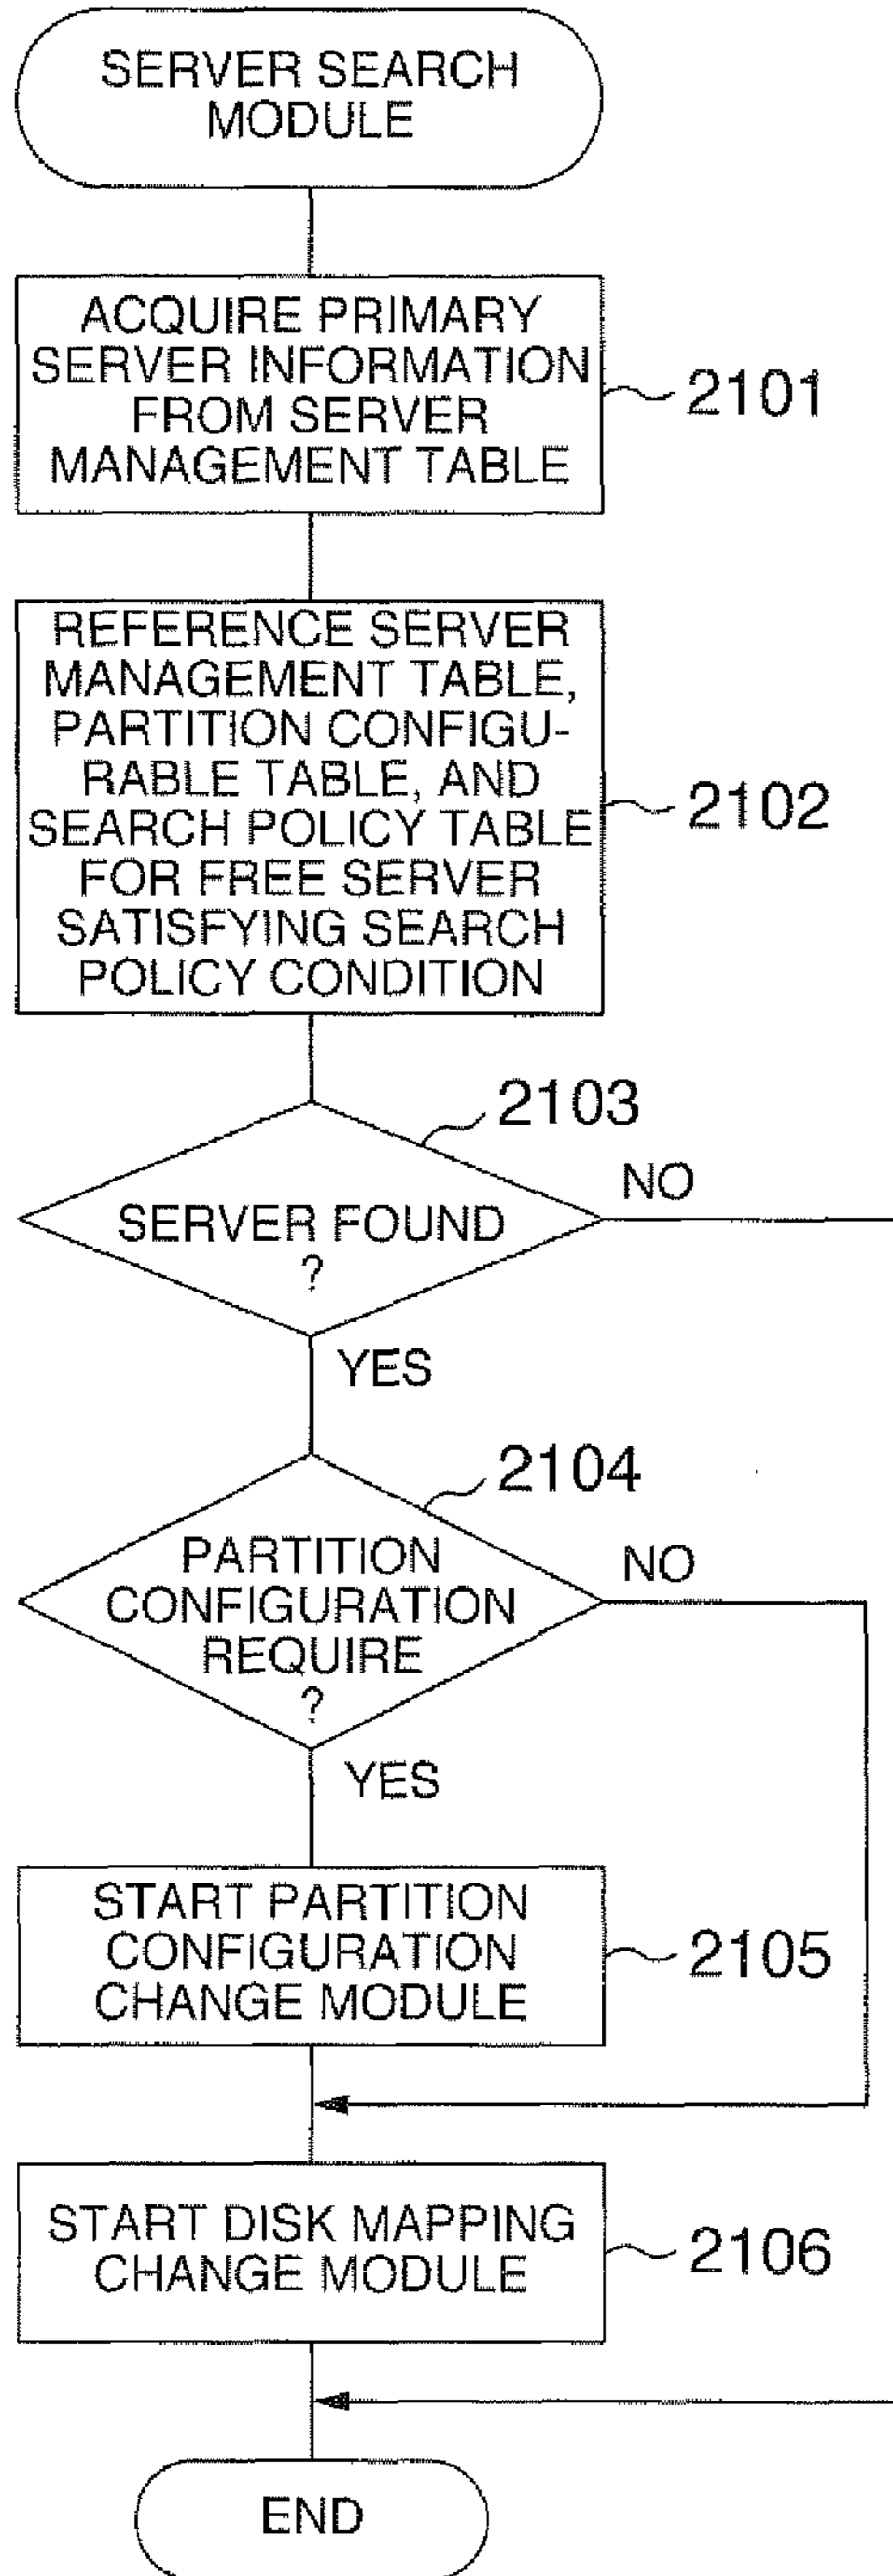 SERVER SEARCH
MODULE
ACQUIRE PRIMARY
SERVER INFORMATION
FROM SERVER
MANAGEMENT TABLE
2101
REFERENCE SERVER
MANAGEMENT TABLE,
PARTITION CONFIGU-
RABLE TABLE, AND
SEARCH POLICY TABLE
FOR FREE SERVER
SATISFYING SEARCH
POLICY CONDITION
2102
2103
SERVER FOUND
?
NO
YES
2104
PARTITION
CONFIGURATION
REQUIRE
?
NO
YES
START PARTITION
CONFIGURATION
CHANGE MODULE
2105
START DISK MAPPING
CHANGE MODULE
2106
END